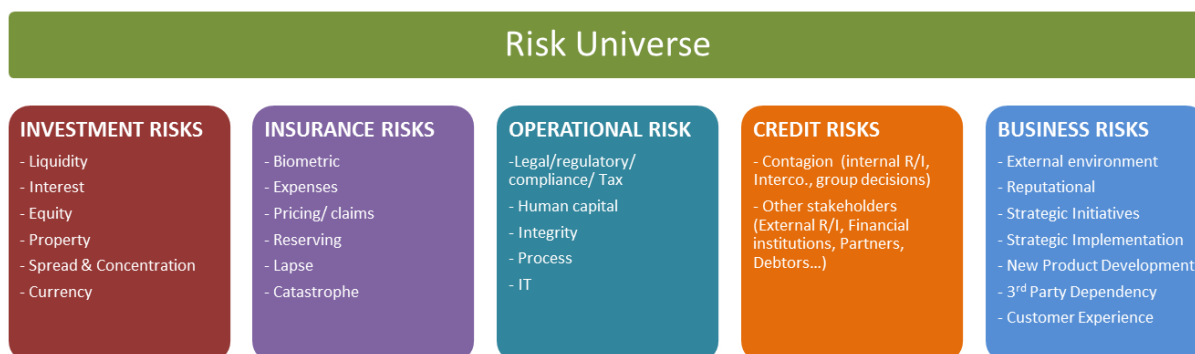 Risk Universe
INVESTMENT RISKS
- Liquidity
- Interest
- Equity
- Property
- Spread & Concentration
- Currency
INSURANCE RISKS
- Biometric
- Expenses
- Pricing/ claims
- Reserving
- Lapse
- Catastrophe
OPERATIONAL RISK
-Legal/regulatory/
compliance/ Tax
- Human capital
- Integrity
- Process
- IT
CREDIT RISKS
- Contagion (internal R/I,
Interco., group decisions)
- Other stakeholders
(External R/I, Financial
institutions, Partners,
Debtors...)
BUSINESS RISKS
- External environment
- Reputational
- Strategic Initiatives
- Strategic Implementation
- New Product Development
- 3rd Party Dependency
- Customer Experience